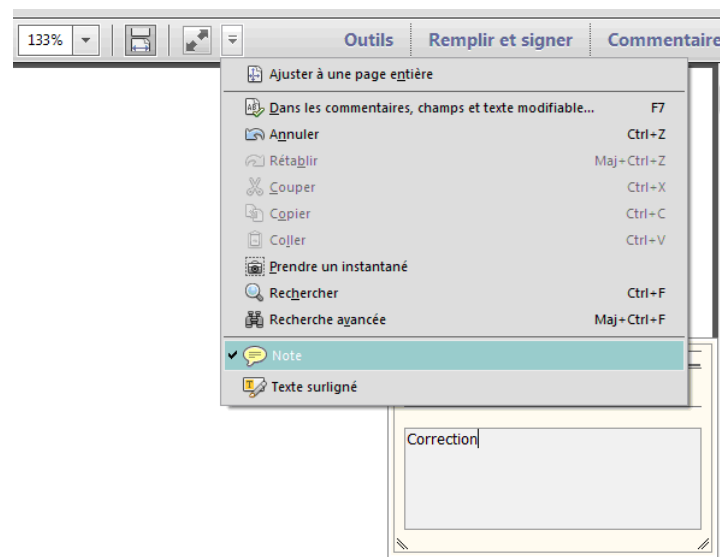 133% Outils Remplir et signer Commentaire
Ajuster à une page entière
Dans les commentaires, champs et texte modifiable... F7
Annuler Ctrl+Z
Rétablir Maj+Ctrl+Z
Couper Ctrl+X
Copier Ctrl+C
Coller Ctrl+V
Prendre un instantané
Rechercher Ctrl+F
Recherche avancée Maj+Ctrl+F
Note
Texte surligné
Correction